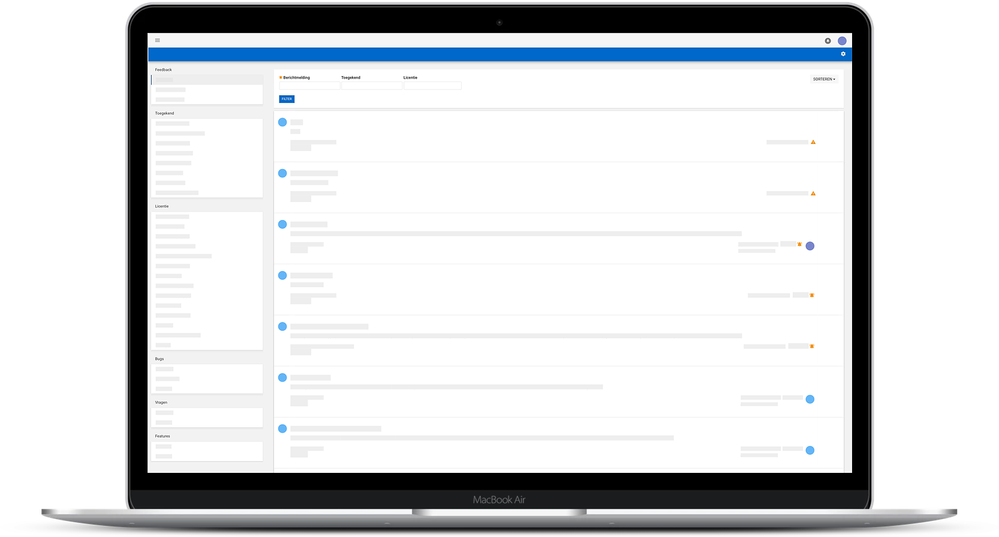 Feedback
Toegekend
Licentie
Bugs
Vragen
Features
Berichtmelding Toegekend Licentie
SORTEREN
FILTER
MacBook Air